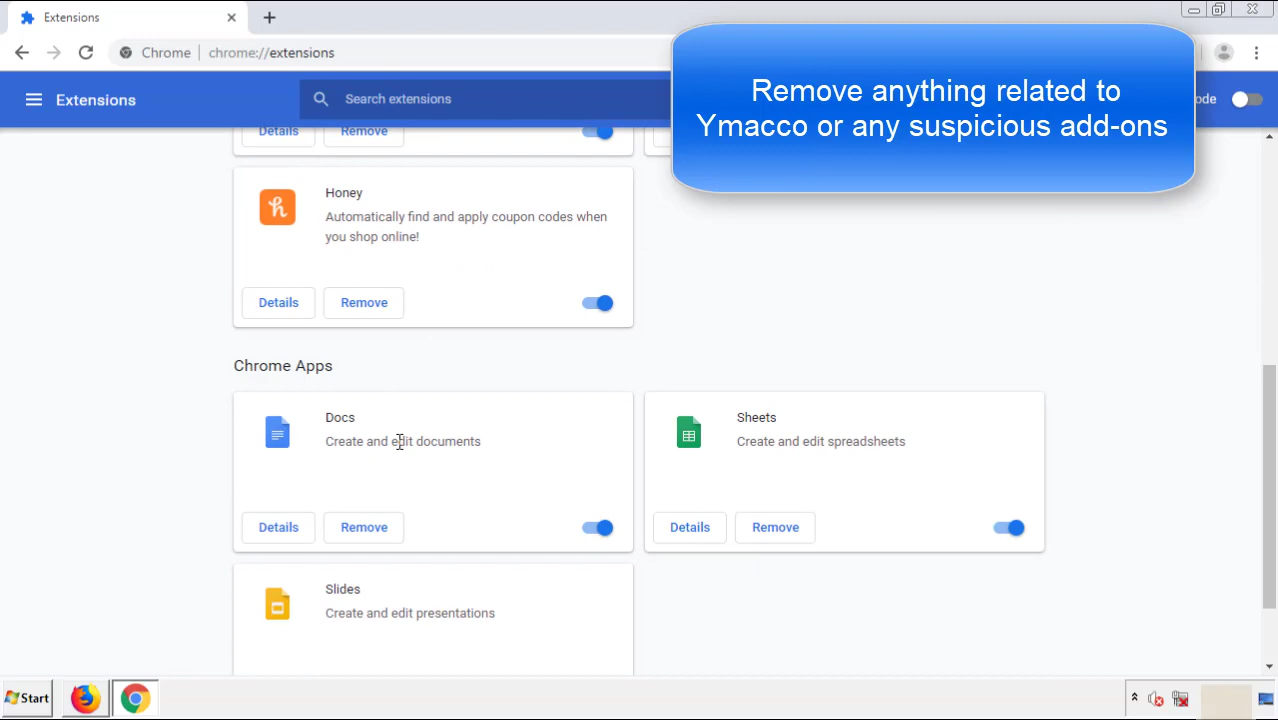 Extensions
Chrome
chrome://extensions
Remove anything related to
Ymacco or any suspicious add-ons
Extensions
Search extensions
ode
Details
Remove
Honey
Automatically find and apply coupon codes when
you shop online!
Details
Remove
Chrome Apps
Docs
Create and edit documents
Details
Remove
Sheets
Create and edit spreadsheets
Details
Remove
Slides
Create and edit presentations
Start